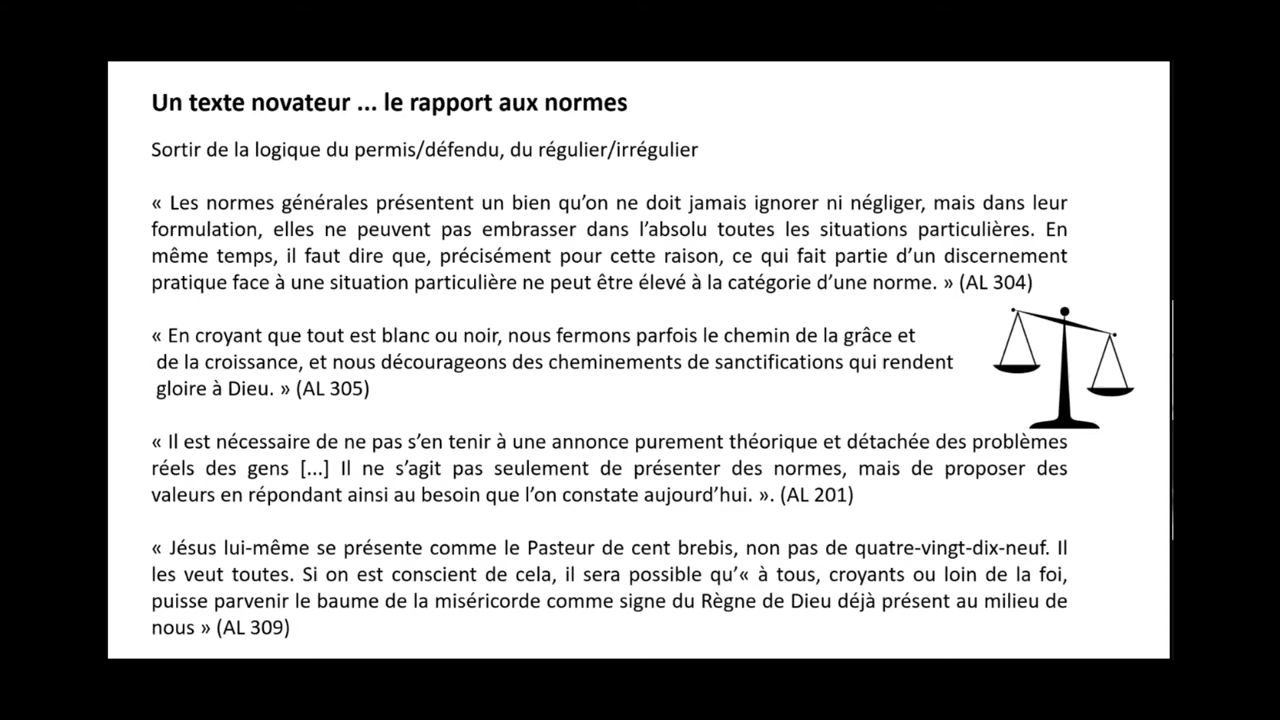 Un texte novateur ... le rapport aux normes
Sortir de la logique du permis/défendu, du régulier/irrégulier
« Les normes générales présentent un bien qu’on ne doit jamais ignorer ni négliger, mais dans leur
formulation, elles ne peuvent pas embrasser dans l’absolu toutes les situations particulières. En
même temps, il faut dire que, précisément pour cette raison, ce qui fait partie d’un discernement
pratique face à une situation particulière ne peut être élevé à la catégorie d’une norme. » (AL 304)
« En croyant que tout est blanc ou noir, nous fermons parfois le chemin de la grâce et
de la croissance, et nous décourageons des cheminements de sanctifications qui rendent
gloire à Dieu. » (AL 305)
« Il est nécessaire de ne pas s’en tenir à une annonce purement théorique et détachée des problèmes
réels des gens [...] Il ne s’agit pas seulement de présenter des normes, mais de proposer des
valeurs en répondant ainsi au besoin que l’on constate aujourd’hui. ». (AL 201)
« Jésus lui-même se présente comme le Pasteur de cent brebis, non pas de quatre-vingt-dix-neuf. Il
les veut toutes. Si on est conscient de cela, il sera possible qu’« à tous, croyants ou loin de la foi,
puisse parvenir le baume de la miséricorde comme signe du Règne de Dieu déjà présent au milieu de
nous » (AL 309)